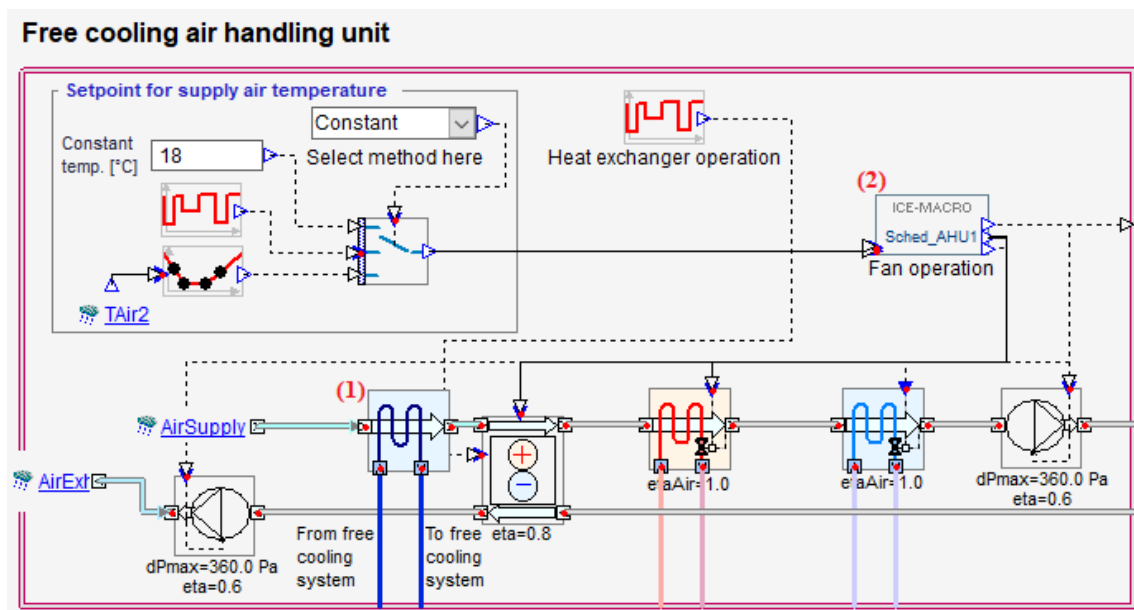 Free cooling air handling unit
Setpoint for supply air temperature
Constant
Constant
temp. [°C]
18
Select method here
Heat exchanger operation
(2)
ICE-MACRO
Sched_AHU1
Fan operation
TAir2
(1)
AirSupply
AirExh
etaAir=1.0
etaAir=1.0
dPmax=360.0 Pa
eta=0.6
From free
cooling
system
To free
cooling
system
eta=0.8
dPmax=360.0 Pa
eta=0.6